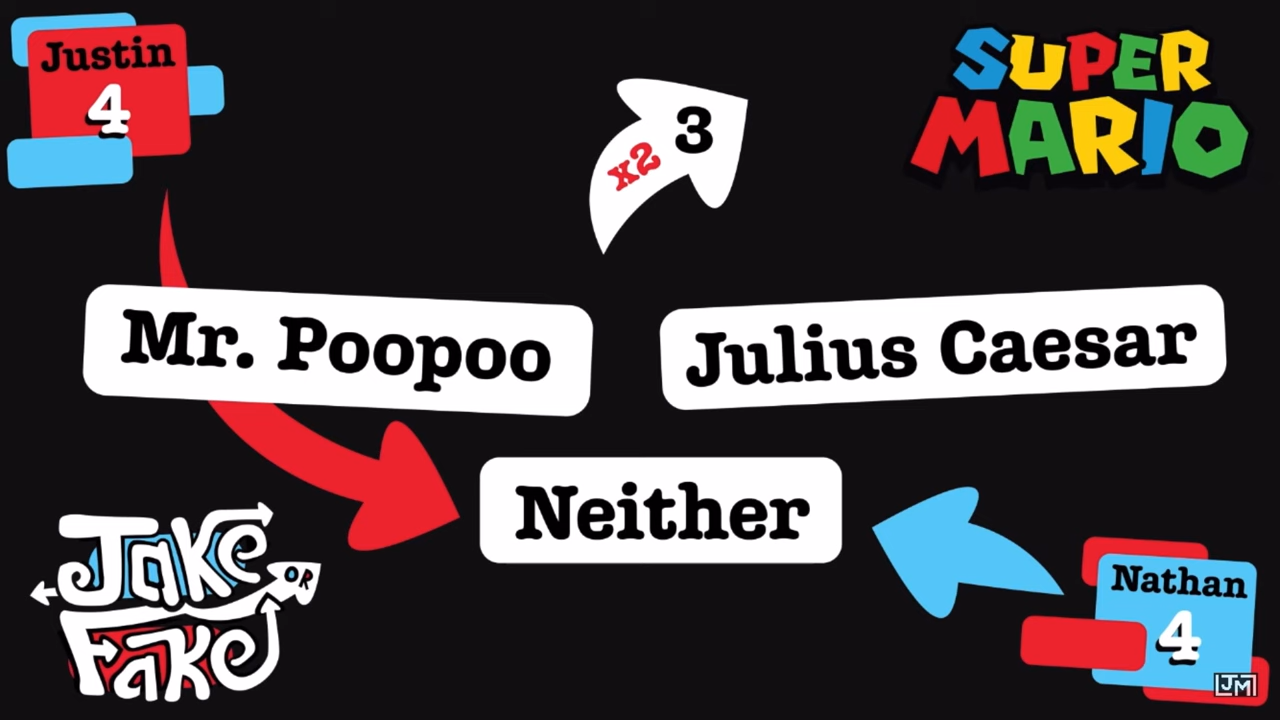 Justin
4
x2 3
SUPER
MARIO
Mr. Poopoo
Julius Caesar
Neither
Jake
OR
Fake
Nathan
4
JM